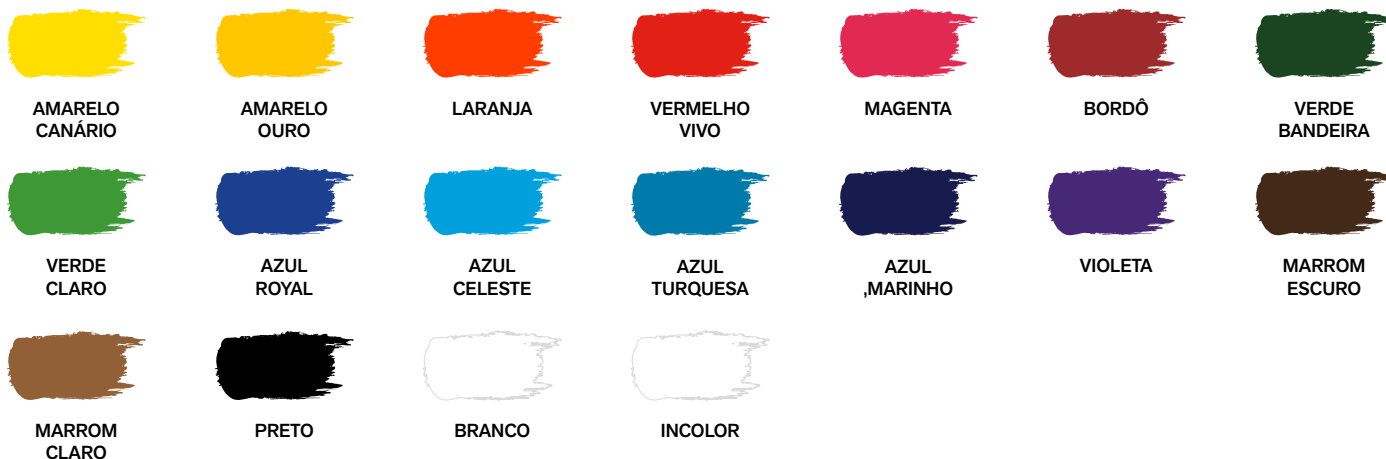 AMARELO
CANÁRIO
AMARELO
OURO
LARANJA
VERMELHO
VIVO
MAGENTA
BORDÔ
VERDE
BANDEIRA
VERDE
CLARO
AZUL
ROYAL
AZUL
CELESTE
AZUL
TURQUESA
AZUL
,MARINHO
VIOLETA
MARROM
ESCURO
MARROM
CLARO
PRETO
BRANCO
INCOLOR